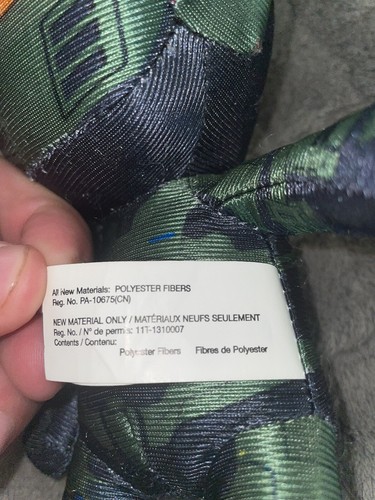 All New Materials: POLYESTER FIBERS
Reg. No. PA-10675(CN)
NEW MATERIAL ONLY / MATÉRIAUX NEUFS SEULEMENT
Reg. No. / N° de permis: 11T-1310007
Contents / Contenu:
Polyester Fibers Fibres de Polyester